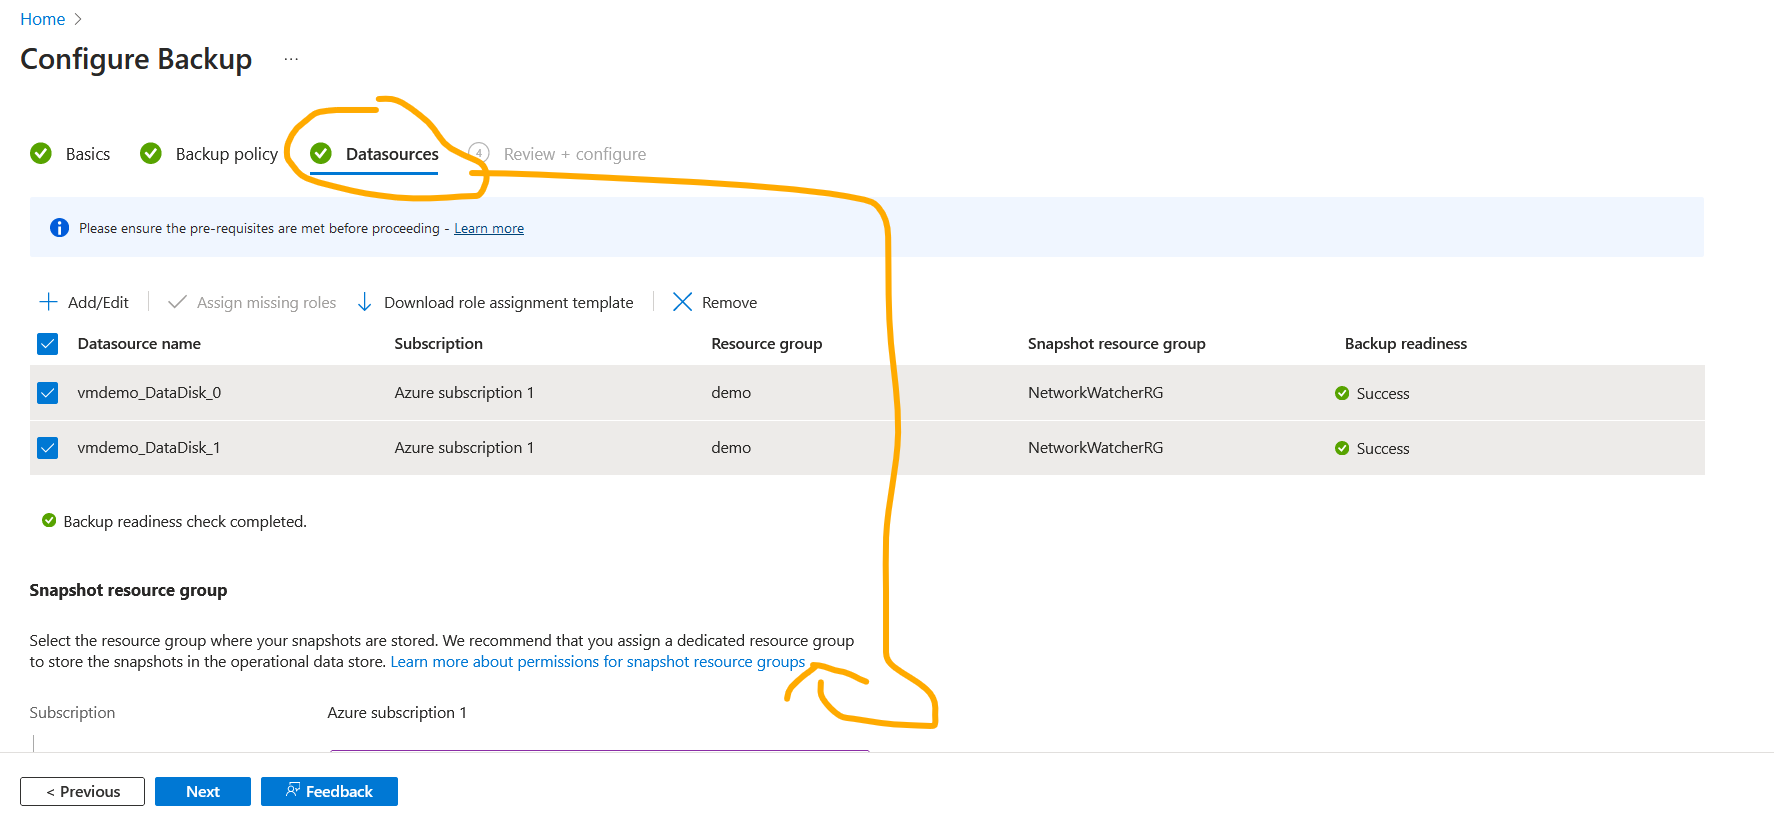 Home
Configure Backup ...
Basics Backup policy Datasources 4 Review + configure
Please ensure the pre-requisites are met before proceeding - Learn more
Add/Edit Assign missing roles Download role assignment template Remove
Datasource name Subscription Resource group Snapshot resource group Backup readiness
vmdemo_DataDisk_0 Azure subscription 1 demo NetworkWatcherRG Success
vmdemo_DataDisk_1 Azure subscription 1 demo NetworkWatcherRG Success
Backup readiness check completed.
Snapshot resource group
Select the resource group where your snapshots are stored. We recommend that you assign a dedicated resource group
to store the snapshots in the operational data store. Learn more about permissions for snapshot resource groups
Subscription Azure subscription 1
< Previous Next Feedback